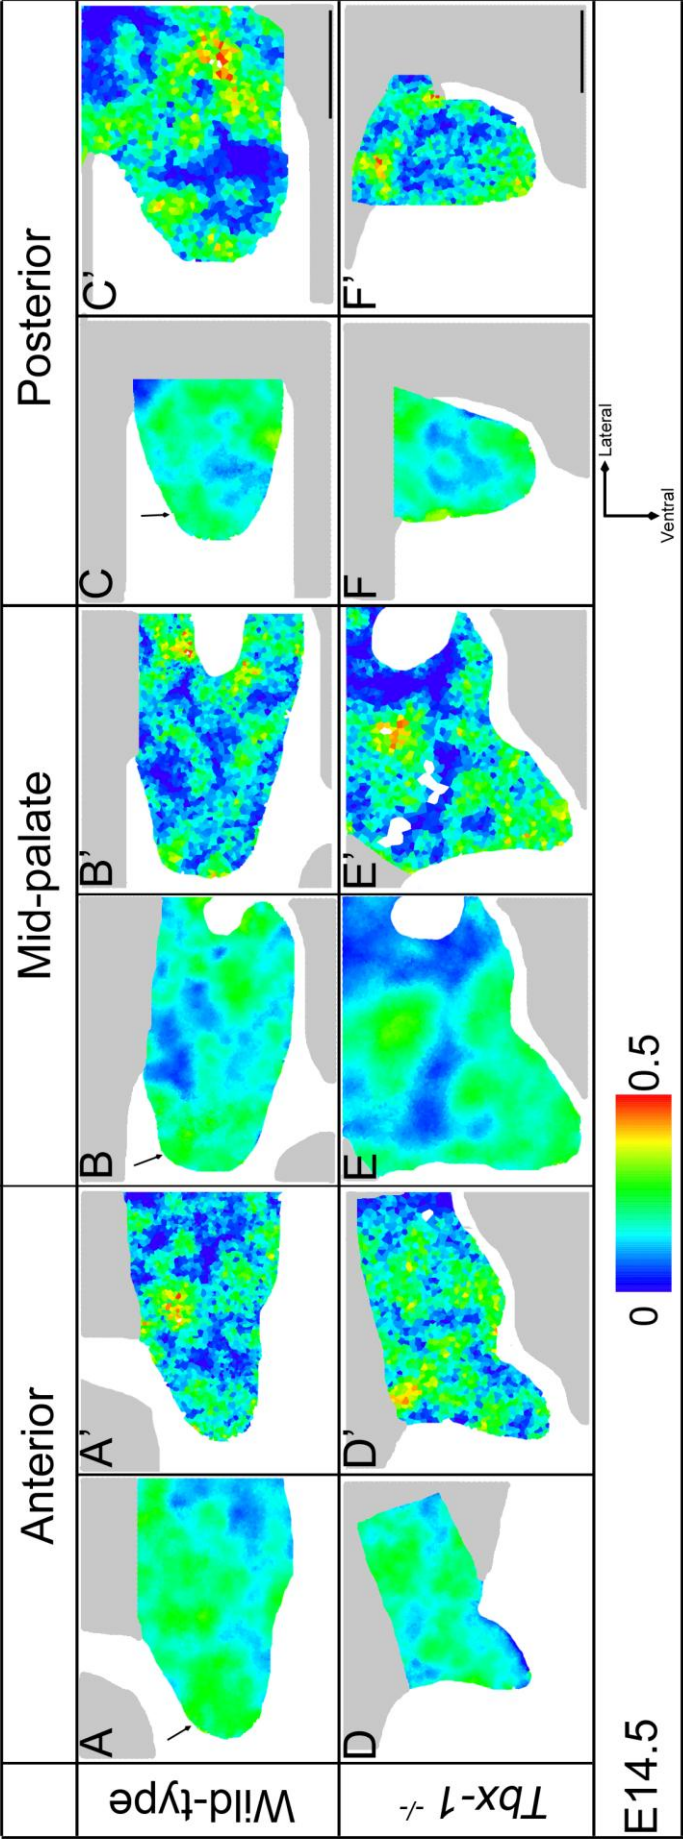 Anterior
Mid-palate
Posterior
Wild-type
A
A'
B
B'
C
C'
Tbx-1 -/-
D
D'
E
E'
F
F'
E14.5
0
0.5
Lateral
Ventral